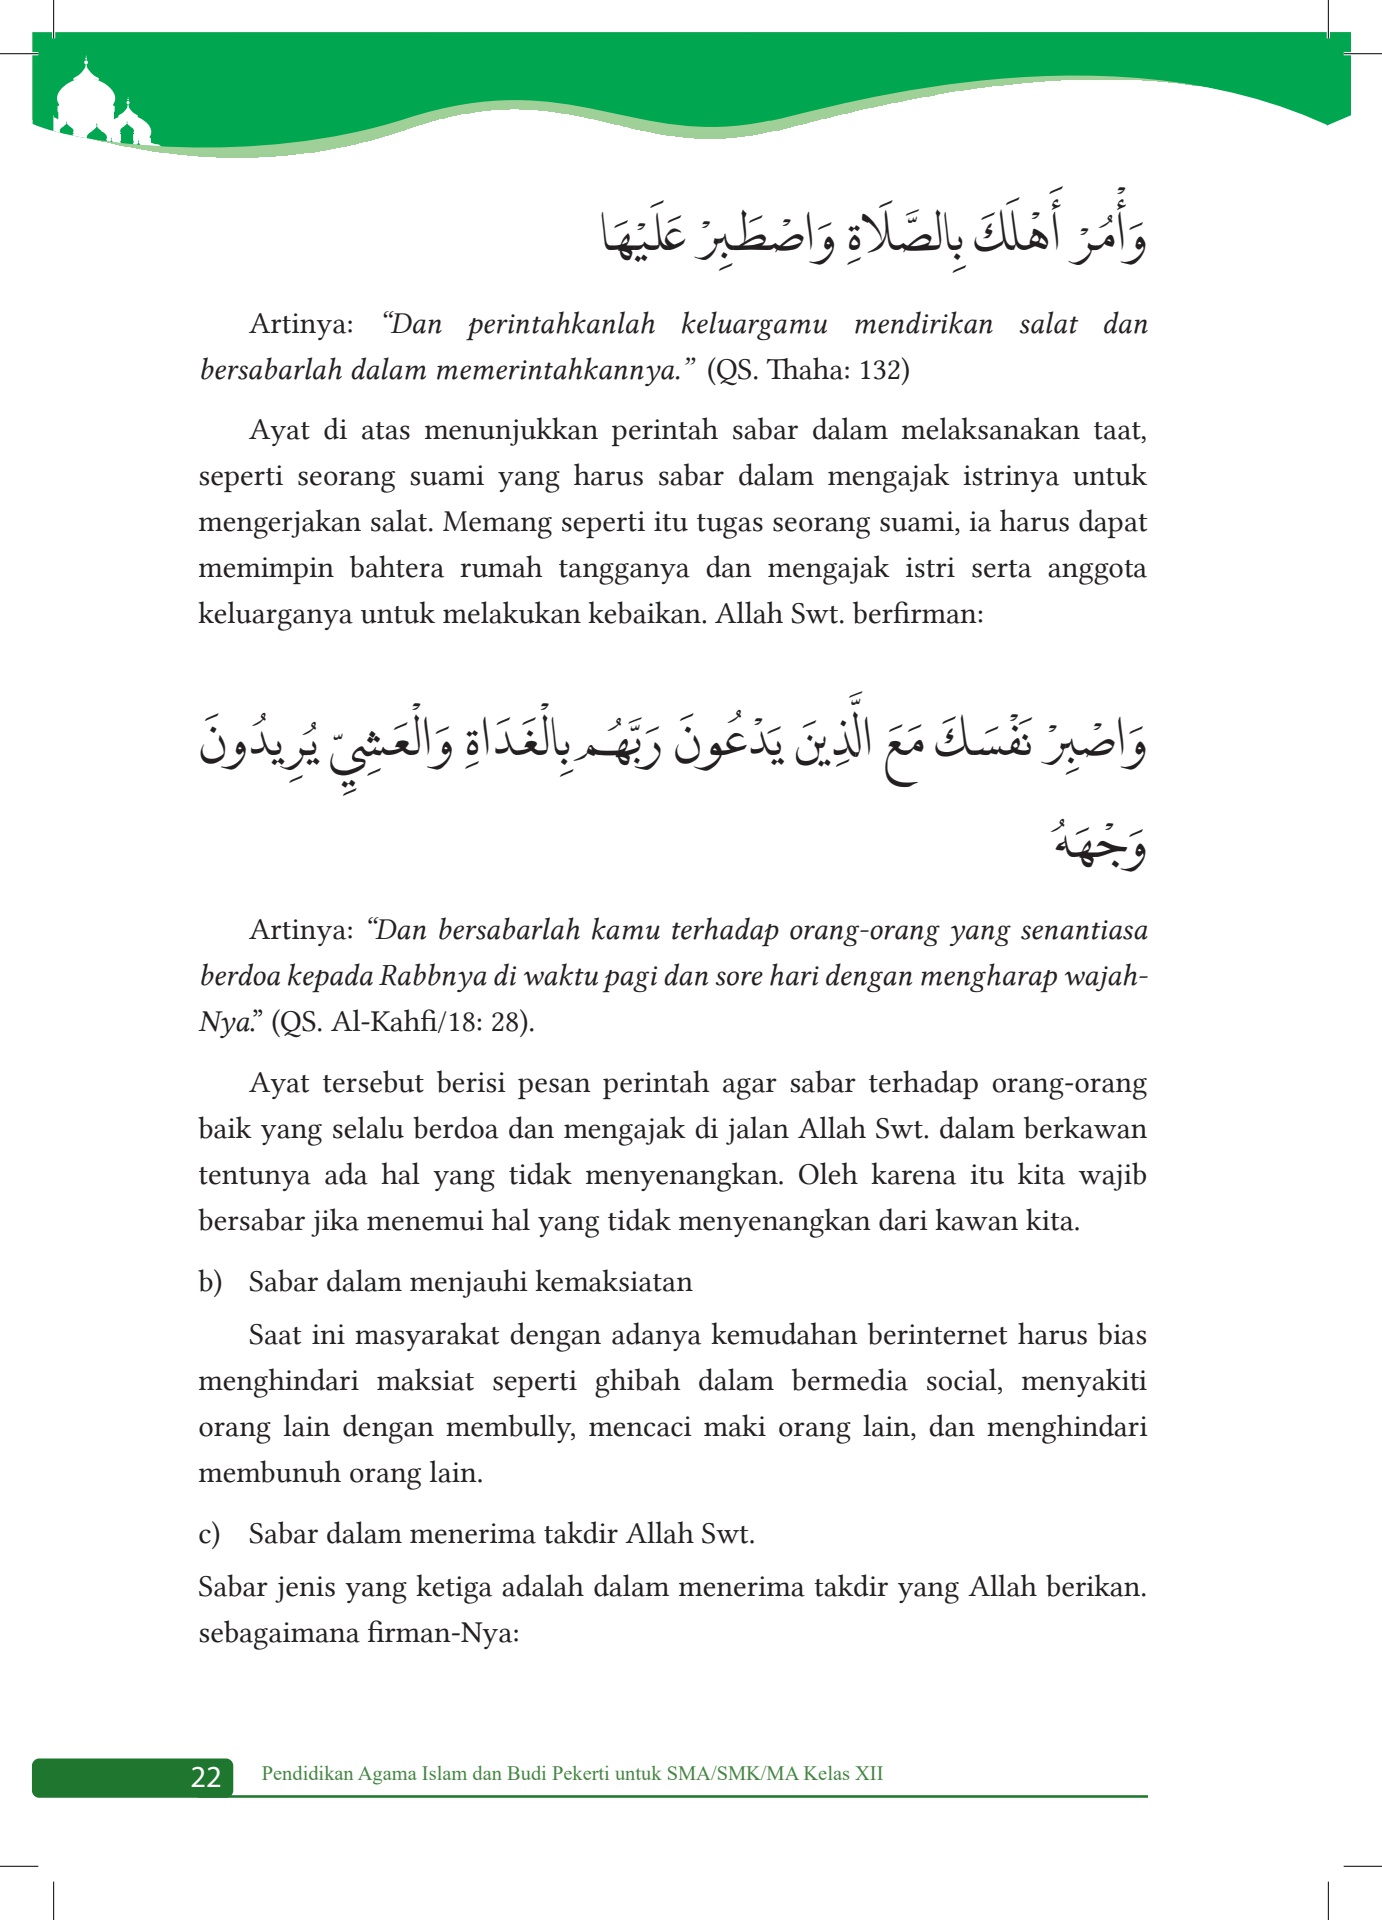 وَأْمُرْ أَهْلَكَ بِالصَّلَاةِ وَاصْطَبِرْ عَلَيْهَا
Artinya: “Dan perintahkanlah keluargamu mendirikan salat dan
bersabarlah dalam memerintahkannya.” (QS. Thaha: 132)
Ayat di atas menunjukkan perintah sabar dalam melaksanakan taat,
seperti seorang suami yang harus sabar dalam mengajak istrinya untuk
mengerjakan salat. Memang seperti itu tugas seorang suami, ia harus dapat
memimpin bahtera rumah tangganya dan mengajak istri serta anggota
keluarganya untuk melakukan kebaikan. Allah Swt. berfirman:
وَاصْبِرْ نَفْسَكَ مَعَ الَّذِينَ يَدْعُونَ رَبَّهُم بِالْغَدَاةِ وَالْعَشِيِّ يُرِيدُونَ
وَجْهَهُ
Artinya: “Dan bersabarlah kamu terhadap orang-orang yang senantiasa
berdoa kepada Rabbnya di waktu pagi dan sore hari dengan mengharap wajah-
Nya.” (QS. Al-Kahfi/18: 28).
Ayat tersebut berisi pesan perintah agar sabar terhadap orang-orang
baik yang selalu berdoa dan mengajak di jalan Allah Swt. dalam berkawan
tentunya ada hal yang tidak menyenangkan. Oleh karena itu kita wajib
bersabar jika menemui hal yang tidak menyenangkan dari kawan kita.
b) Sabar dalam menjauhi kemaksiatan
Saat ini masyarakat dengan adanya kemudahan berinternet harus bias
menghindari maksiat seperti ghibah dalam bermedia social, menyakiti
orang lain dengan membully, mencaci maki orang lain, dan menghindari
membunuh orang lain.
c) Sabar dalam menerima takdir Allah Swt.
Sabar jenis yang ketiga adalah dalam menerima takdir yang Allah berikan.
sebagaimana firman-Nya:
22 Pendidikan Agama Islam dan Budi Pekerti untuk SMA/SMK/MA Kelas XII